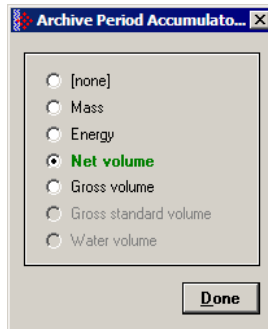 Archive Period Accumulato...
[none]
Mass
Energy
Net volume
Gross volume
Gross standard volume
Water volume
Done